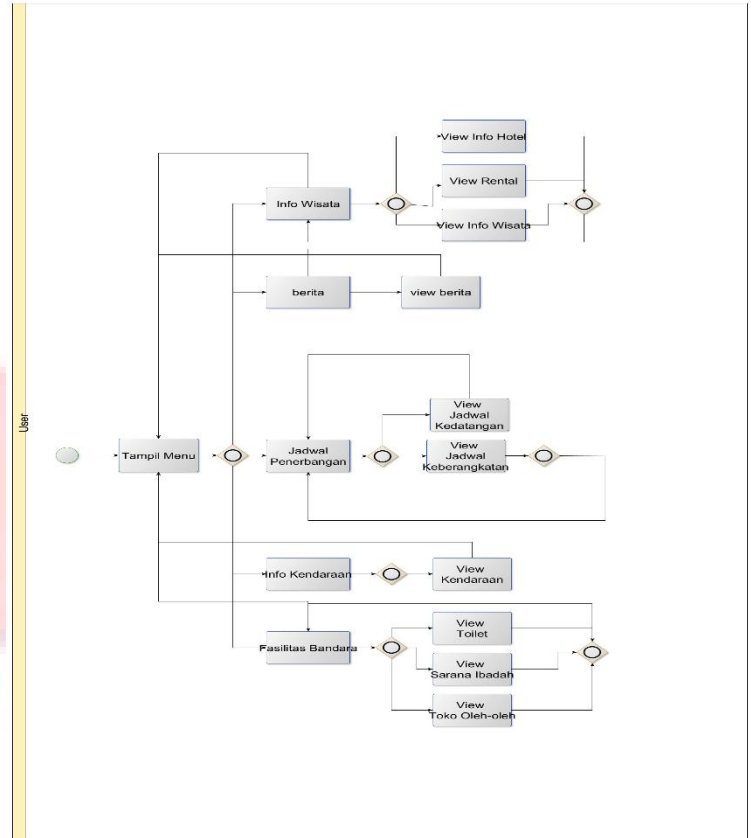 User
View Info Hotel
View Rental
Info Wisata
View Info Wisata
berita
view berita
View
Jadwal
Kedatangan
Tampil Menu
Jadwal
Penerbangan
View
Jadwal
Keberangkatan
Info Kendaraan
View
Kendaraan
View
Toilet
Fasilitas Bandara
View
Sarana Ibadah
View
Toko Oleh-oleh